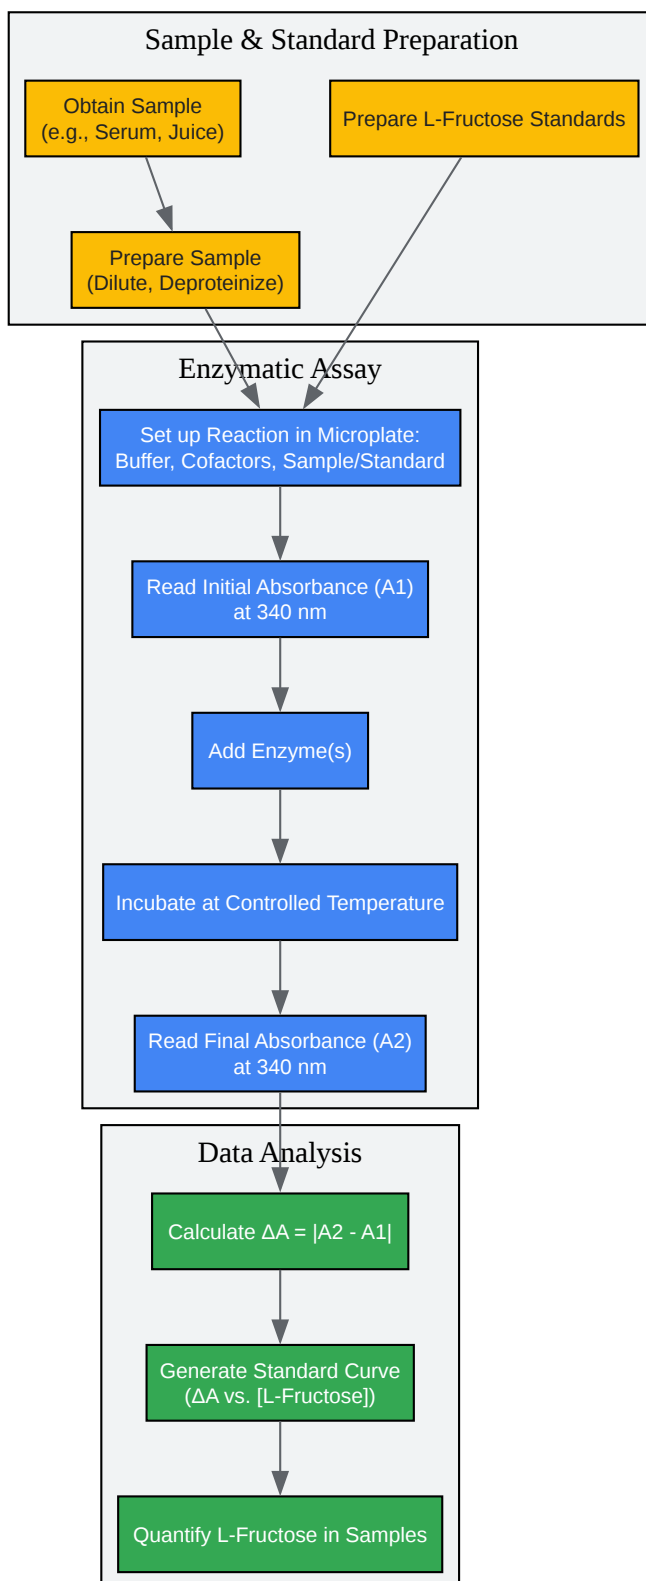 Sample & Standard Preparation
Obtain Sample
(e.g., Serum, Juice)
Prepare L-Fructose Standards
Prepare Sample
(Dilute, Deproteinize)
Enzymatic Assay
Set up Reaction in Microplate:
Buffer, Cofactors, Sample/Standard
Read Initial Absorbance (A1)
at 340 nm
Add Enzyme(s)
Incubate at Controlled Temperature
Read Final Absorbance (A2)
at 340 nm
Data Analysis
Calculate ΔA = |A2 - A1|
Generate Standard Curve
(ΔA vs. [L-Fructose])
Quantify L-Fructose in Samples